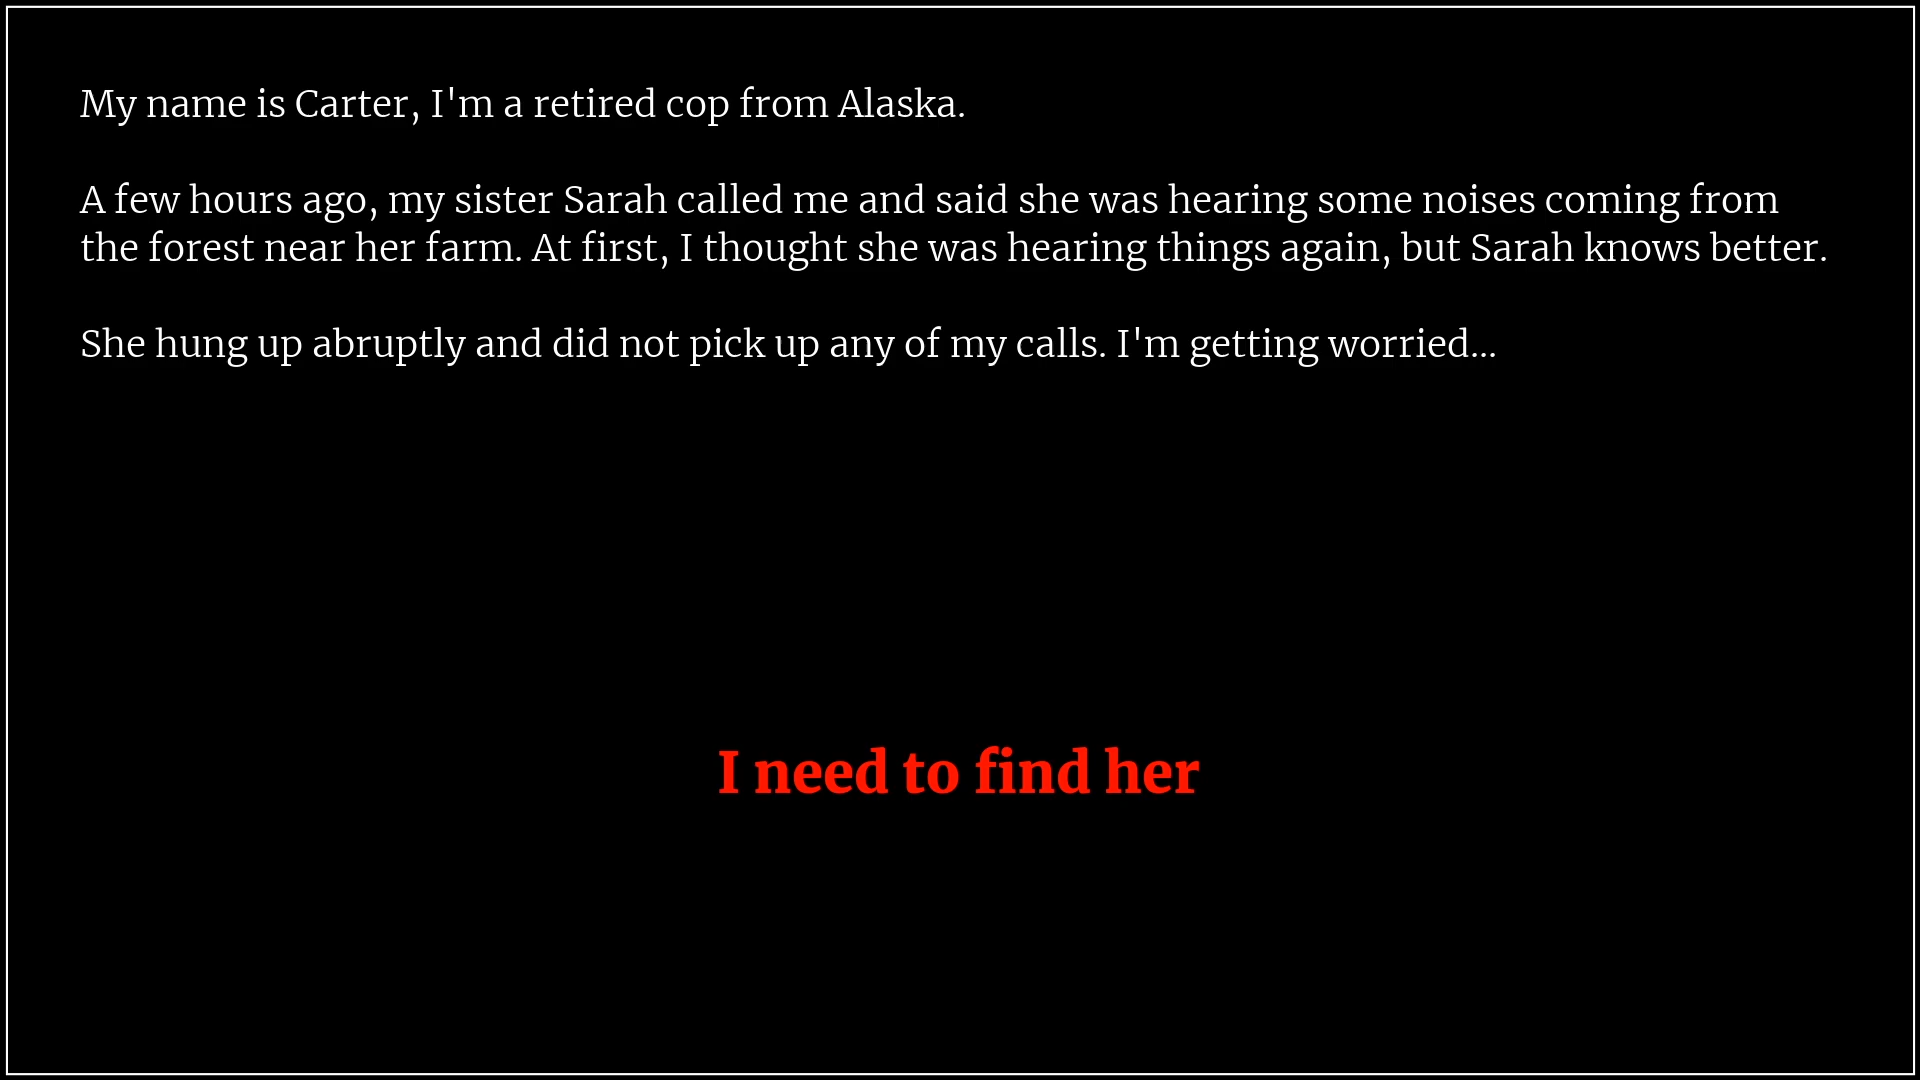 My name is Carter, I'm a retired cop from Alaska.
A few hours ago, my sister Sarah called me and said she was hearing some noises coming from
the forest near her farm. At first, I thought she was hearing things again, but Sarah knows better.
She hung up abruptly and did not pick up any of my calls. I'm getting worried...
I need to find her